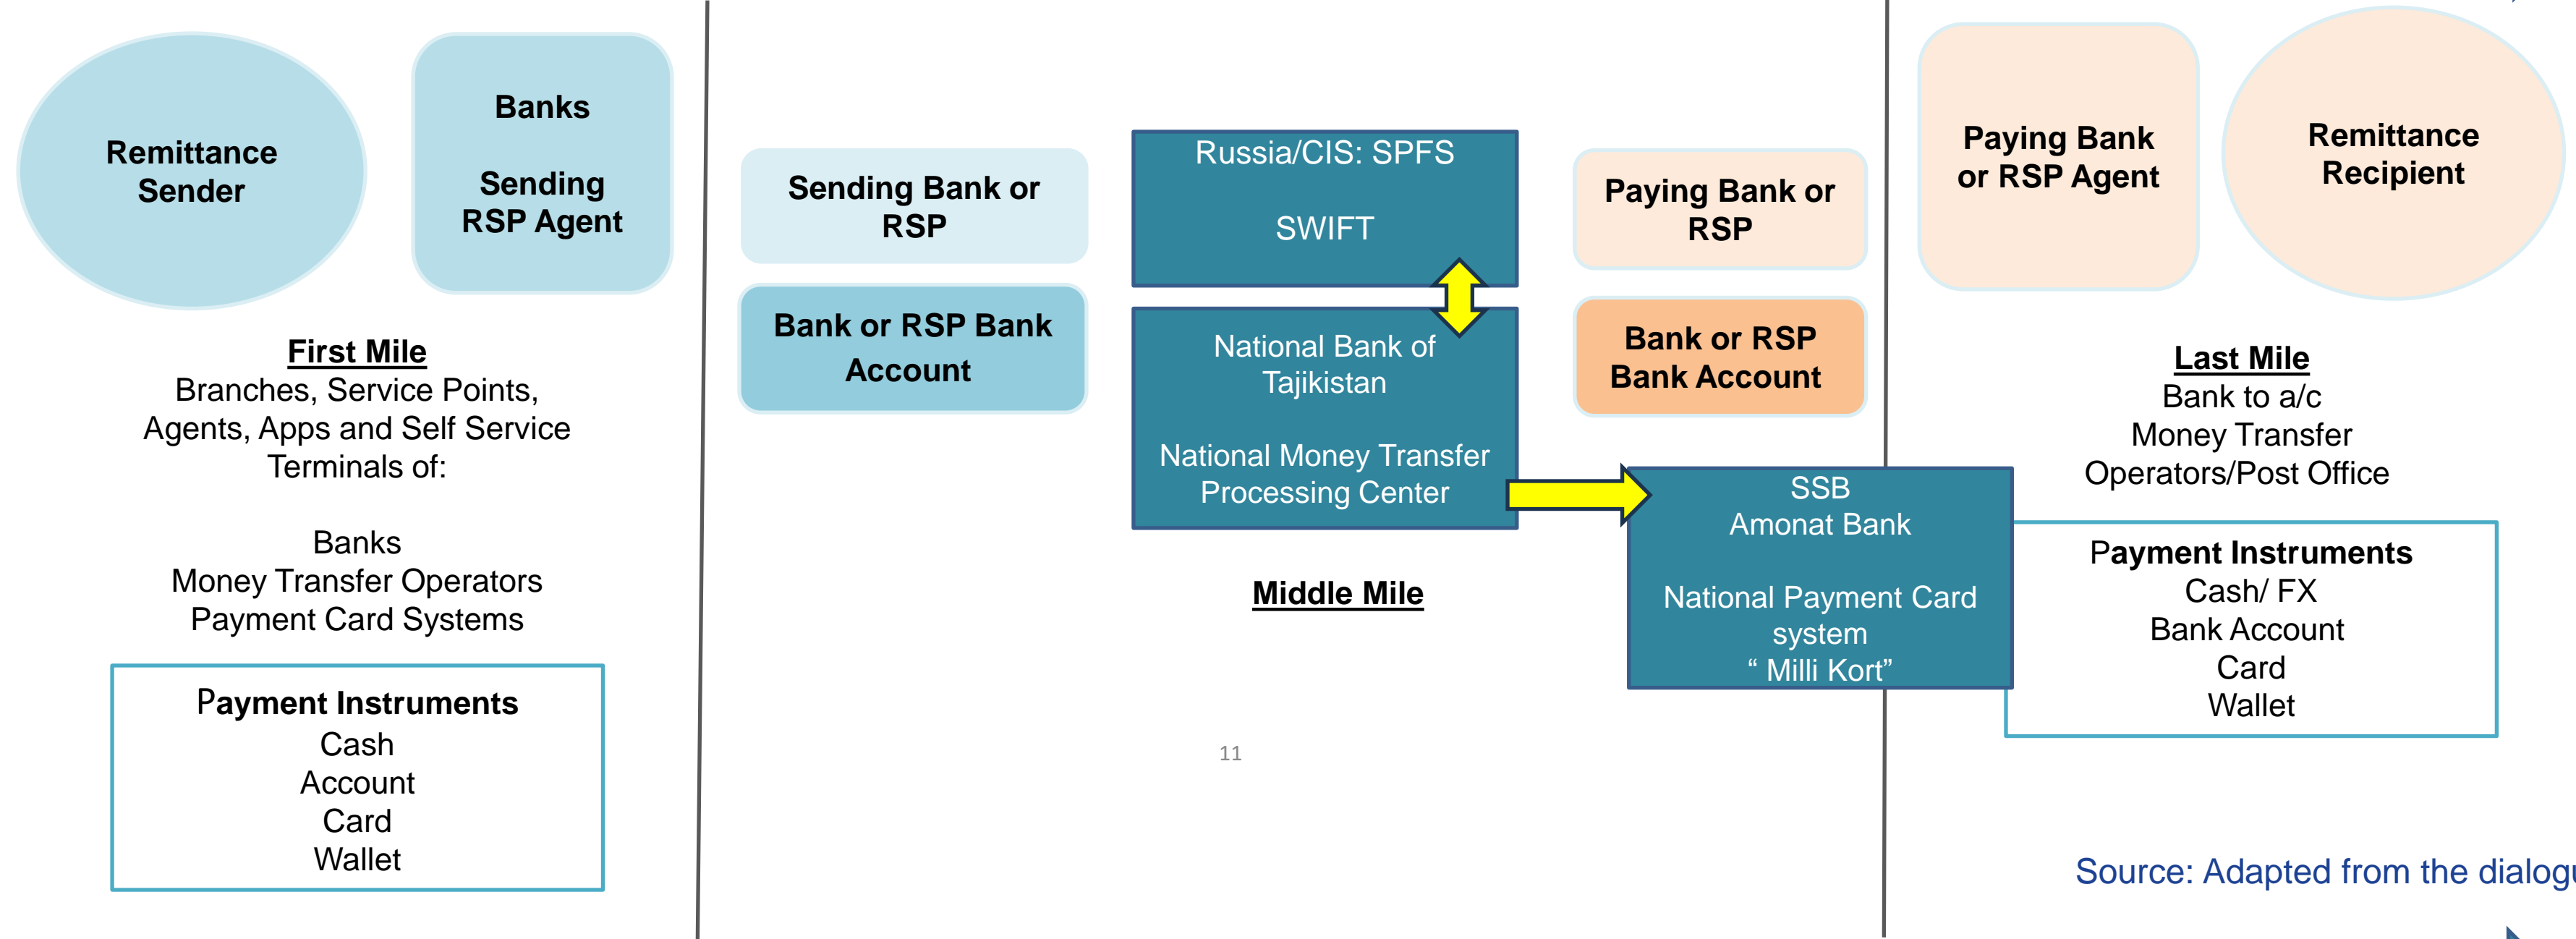 Remittance
Sender
Banks
Sending
RSP Agent
First Mile
Branches, Service Points,
Agents, Apps and Self Service
Terminals of:
Banks
Money Transfer Operators
Payment Card Systems
Payment Instruments
Cash
Account
Card
Wallet
Sending Bank or
RSP
Bank or RSP Bank
Account
Russia/CIS: SPFS
SWIFT
National Bank of
Tajikistan
National Money Transfer
Processing Center
Middle Mile
Paying Bank or
RSP
Bank or RSP
Bank Account
SSB
Amonat Bank
National Payment Card
system
“ Milli Kort”
Paying Bank
or RSP Agent
Remittance
Recipient
Last Mile
Bank to a/c
Money Transfer
Operators/Post Office
Payment Instruments
Cash/ FX
Bank Account
Card
Wallet
11
Source: Adapted from the